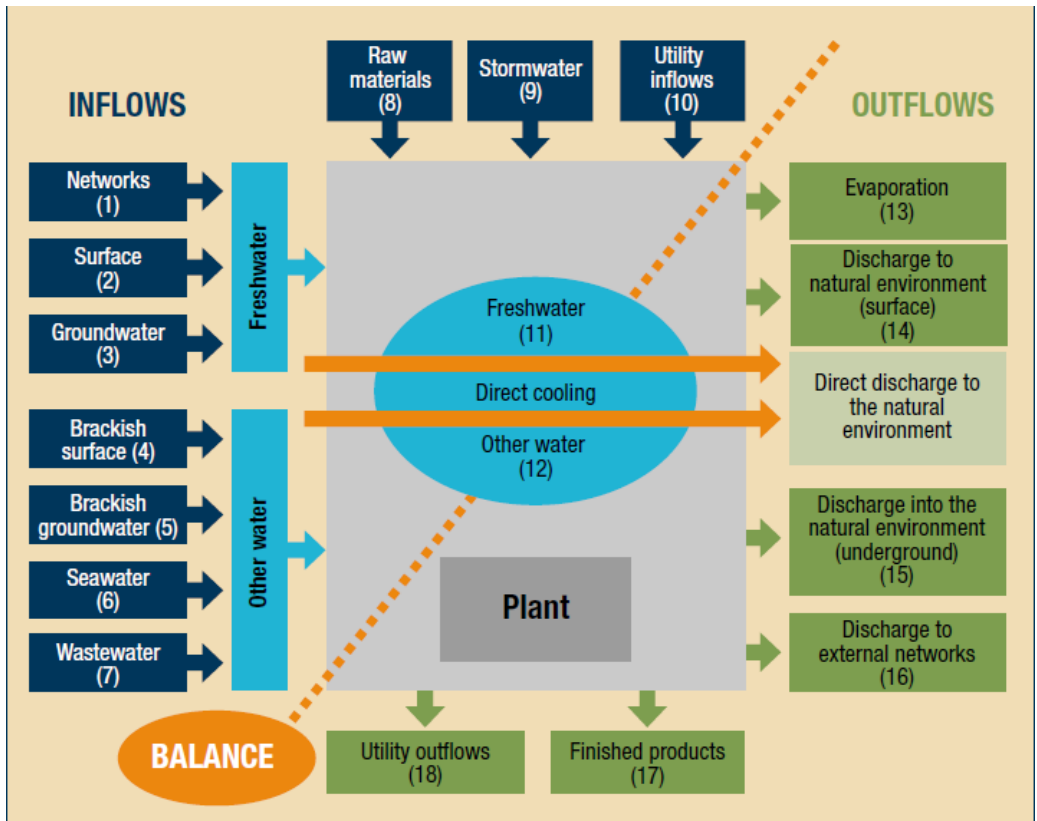 Raw
materials
(8)
Stormwater
(9)
Utility
inflows
(10)
INFLOWS
OUTFLOWS
Networks
(1)
Surface
(2)
Groundwater
(3)
Freshwater
Brackish
surface (4)
Brackish
groundwater (5)
Seawater
(6)
Wastewater
(7)
Other water
Freshwater
(11)
Direct cooling
Other water
(12)
Plant
Evaporation
(13)
Discharge to
natural environment
(surface)
(14)
Direct discharge to
the natural
environment
Discharge into the
natural environment
(underground)
(15)
Discharge to
external networks
(16)
BALANCE
Utility outflows
(18)
Finished products
(17)